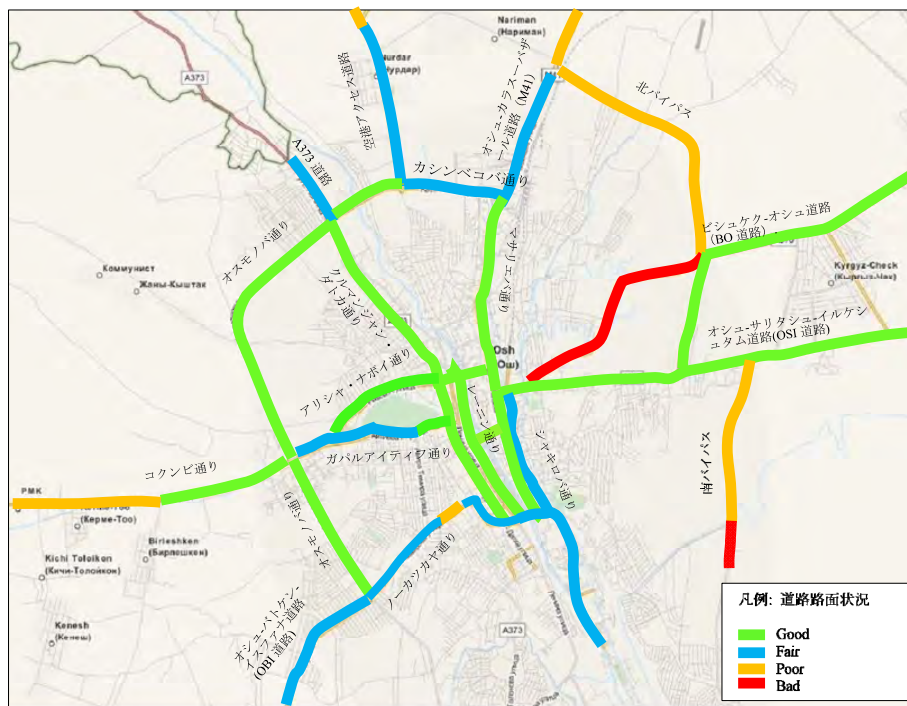 Nariman
(Нариман)
A373
空港アクセス道路
オシュ-カラスーバザ
ール道路（M41）
北バイパス
A373 道路
カシンベコバ通り
オスモノバ通り
マサリエバ通り
ビシュケク-オシュ道路
（BO 道路）
Коммунист
Жаны-Кыштак
Kyrgyz-Check
(Кыргыз-Чек)
クルマンジャン・
ダトカ通り
オシュ-サリタシュ-イルケシ
ュタム道路(OSI 道路)
Osh
(Ош)
アリシャ・ナボイ通り
レーニン通り
ガパルアイティワ通り
シャキロバ通り
コクンビ通り
南バイパス
PMK
(Керме-Тоо)
オスモノバ通り
ノーカツカヤ通り
Birleshken
(Бирлешкен)
Kichi Toloikon
(Кичи-Толойкон)
オシュ-バトケン-
イスファナ道路
(OBI 道路)
Kenesh
(Кенеш)
A373
凡例: 道路路面状況
Good
Fair
Poor
Bad